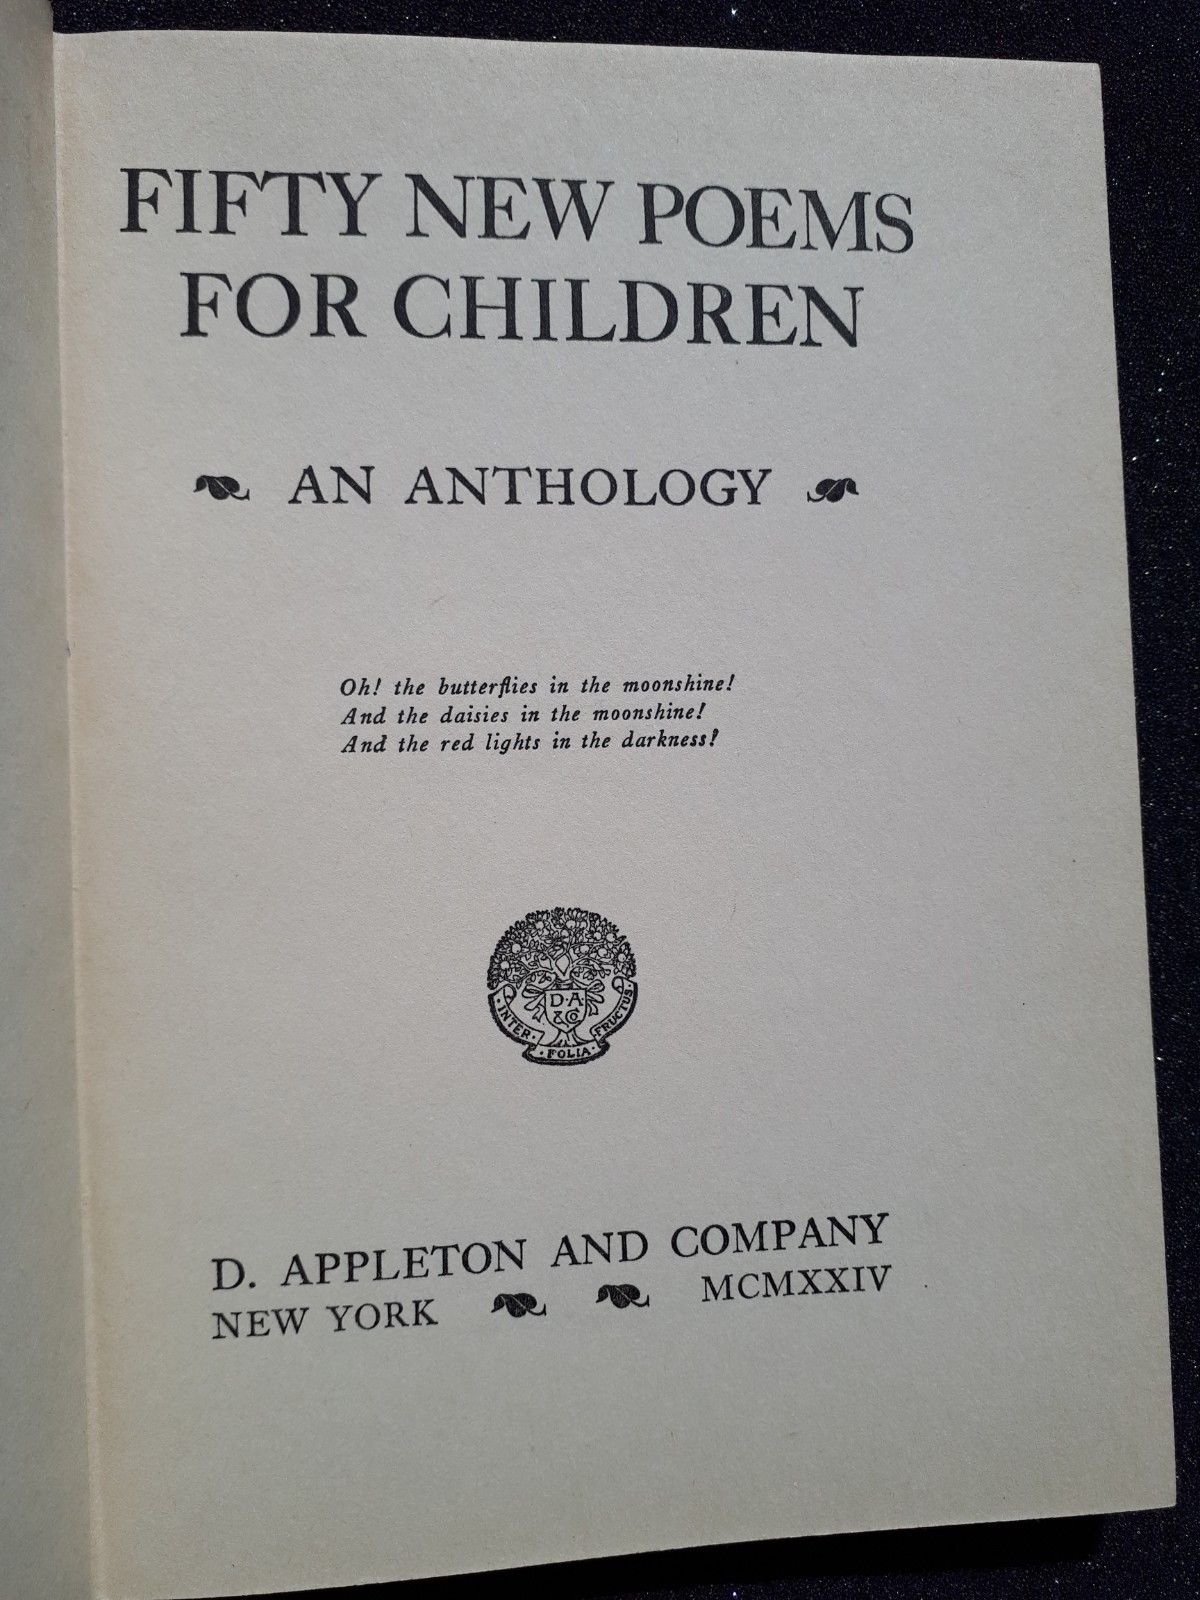 FIFTY NEW POEMS
FOR CHILDREN
AN ANTHOLOGY
Oh! the butterflies in the moonshine!
And the daisies in the moonshine!
And the red lights in the darkness!
D. A.
& Co
INTER
FOLIA
FRUCTUS
D. APPLETON AND COMPANY
NEW YORK MCMXXIV